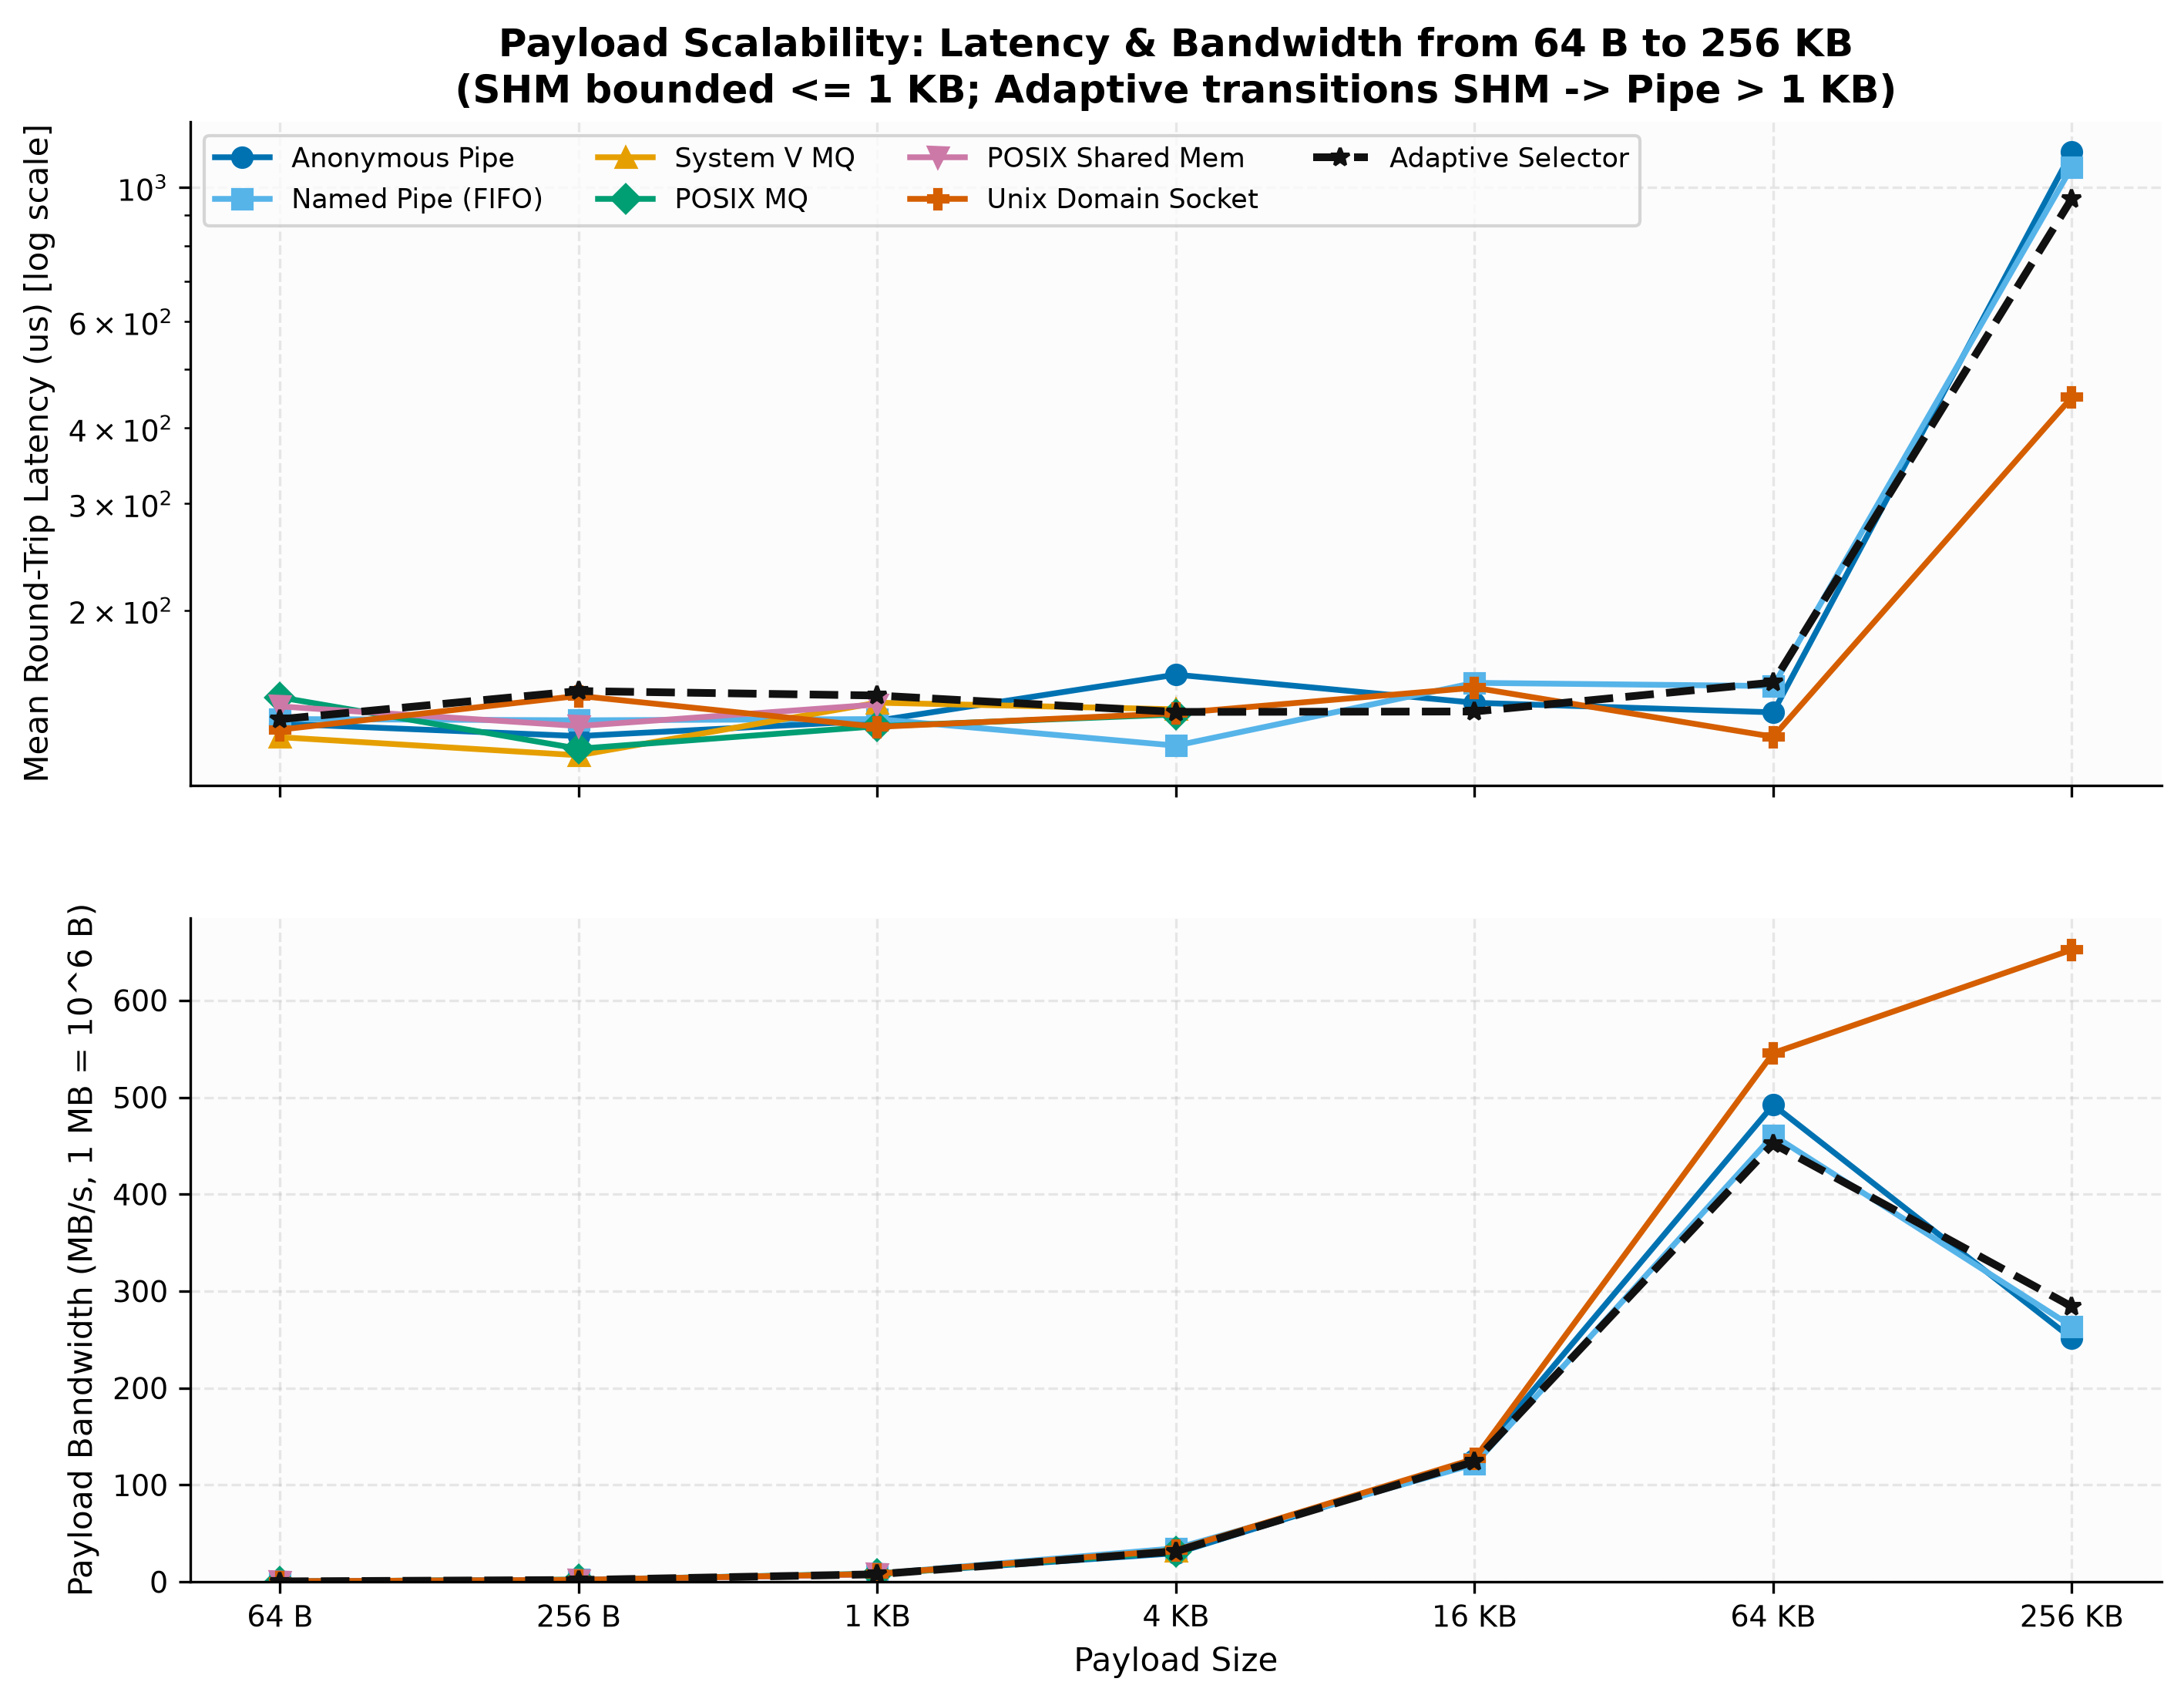 Payload Scalability: Latency & Bandwidth from 64 B to 256 KB
(SHM bounded <= 1 KB; Adaptive transitions SHM -> Pipe > 1 KB)
Mean Round-Trip Latency (us) [log scale]
Anonymous Pipe
Named Pipe (FIFO)
System V MQ
POSIX MQ
POSIX Shared Mem
Unix Domain Socket
Adaptive Selector
10³
6 × 10²
4 × 10²
3 × 10²
2 × 10²
Payload Bandwidth (MB/s, 1 MB = 10^6 B)
600
500
400
300
200
100
0
64 B
256 B
1 KB
4 KB
16 KB
64 KB
256 KB
Payload Size